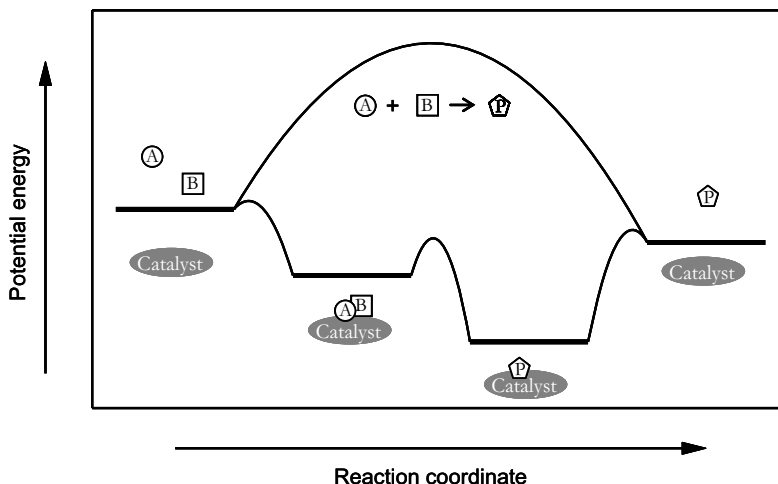 A + B → P
A
B
P
Catalyst
Catalyst
A B
Catalyst
P
Catalyst
Potential energy
Reaction coordinate